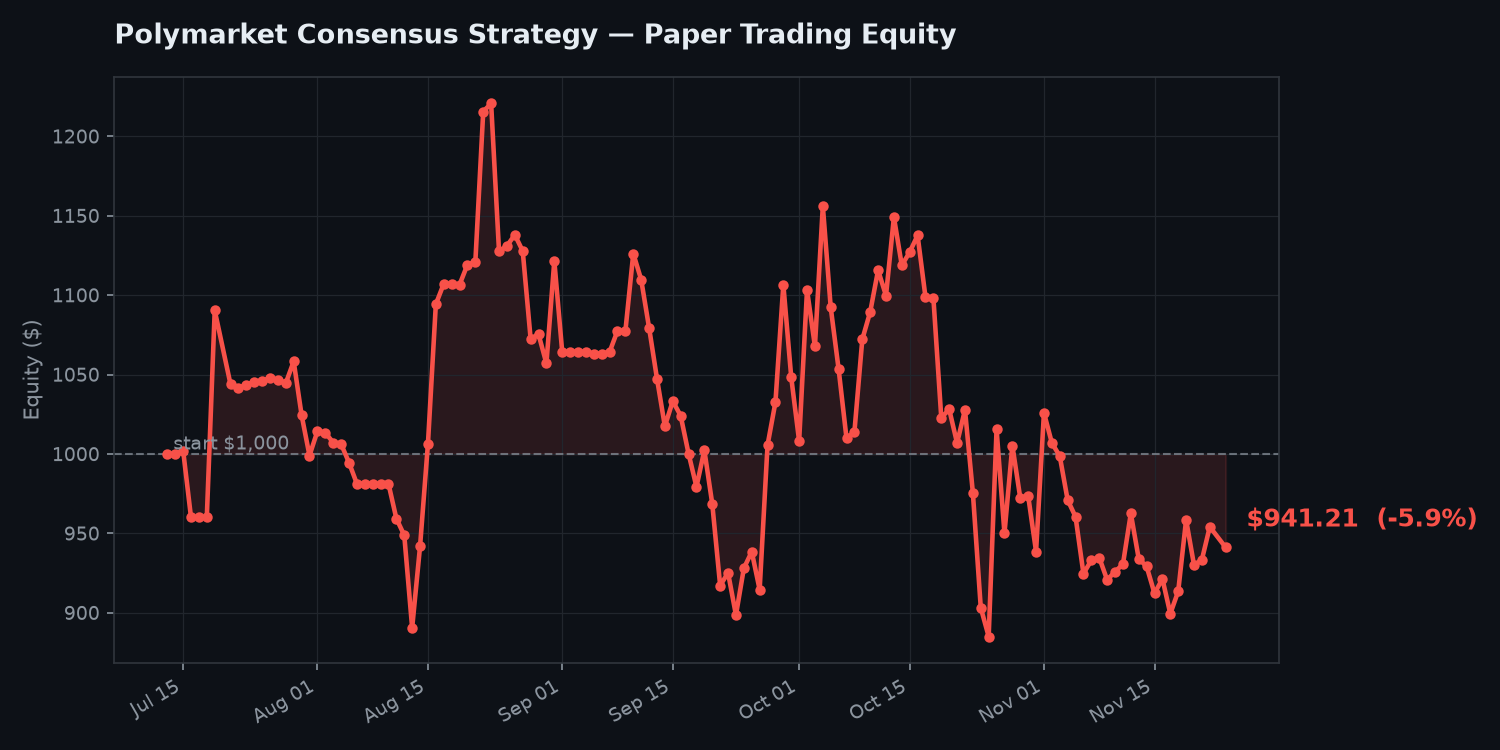 Polymarket Consensus Strategy — Paper Trading Equity
Equity ($)
1200
1150
1100
1050
1000
950
900
start $1,000
$941.21 (-5.9%)
Jul 15
Aug 01
Aug 15
Sep 01
Sep 15
Oct 01
Oct 15
Nov 01
Nov 15